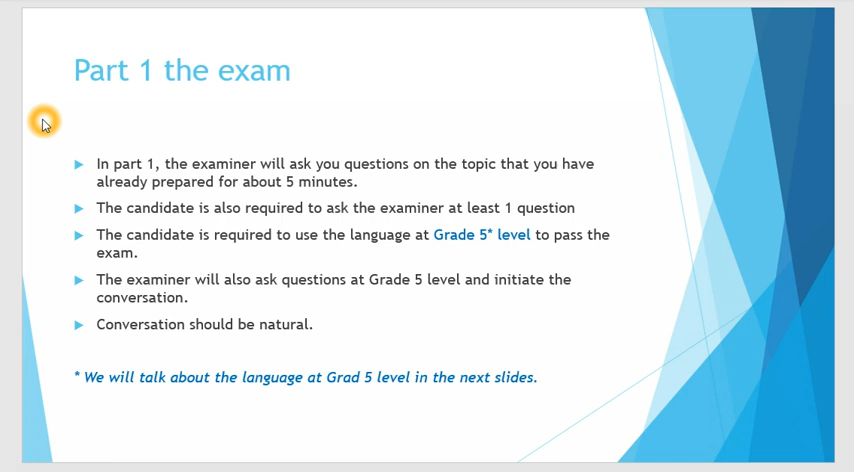 Part 1 the exam
In part 1, the examiner will ask you questions on the topic that you have
already prepared for about 5 minutes.
The candidate is also required to ask the examiner at least 1 question
The candidate is required to use the language at Grade 5* level to pass the
exam.
The examiner will also ask questions at Grade 5 level and initiate the
conversation.
Conversation should be natural.
* We will talk about the language at Grad 5 level in the next slides.